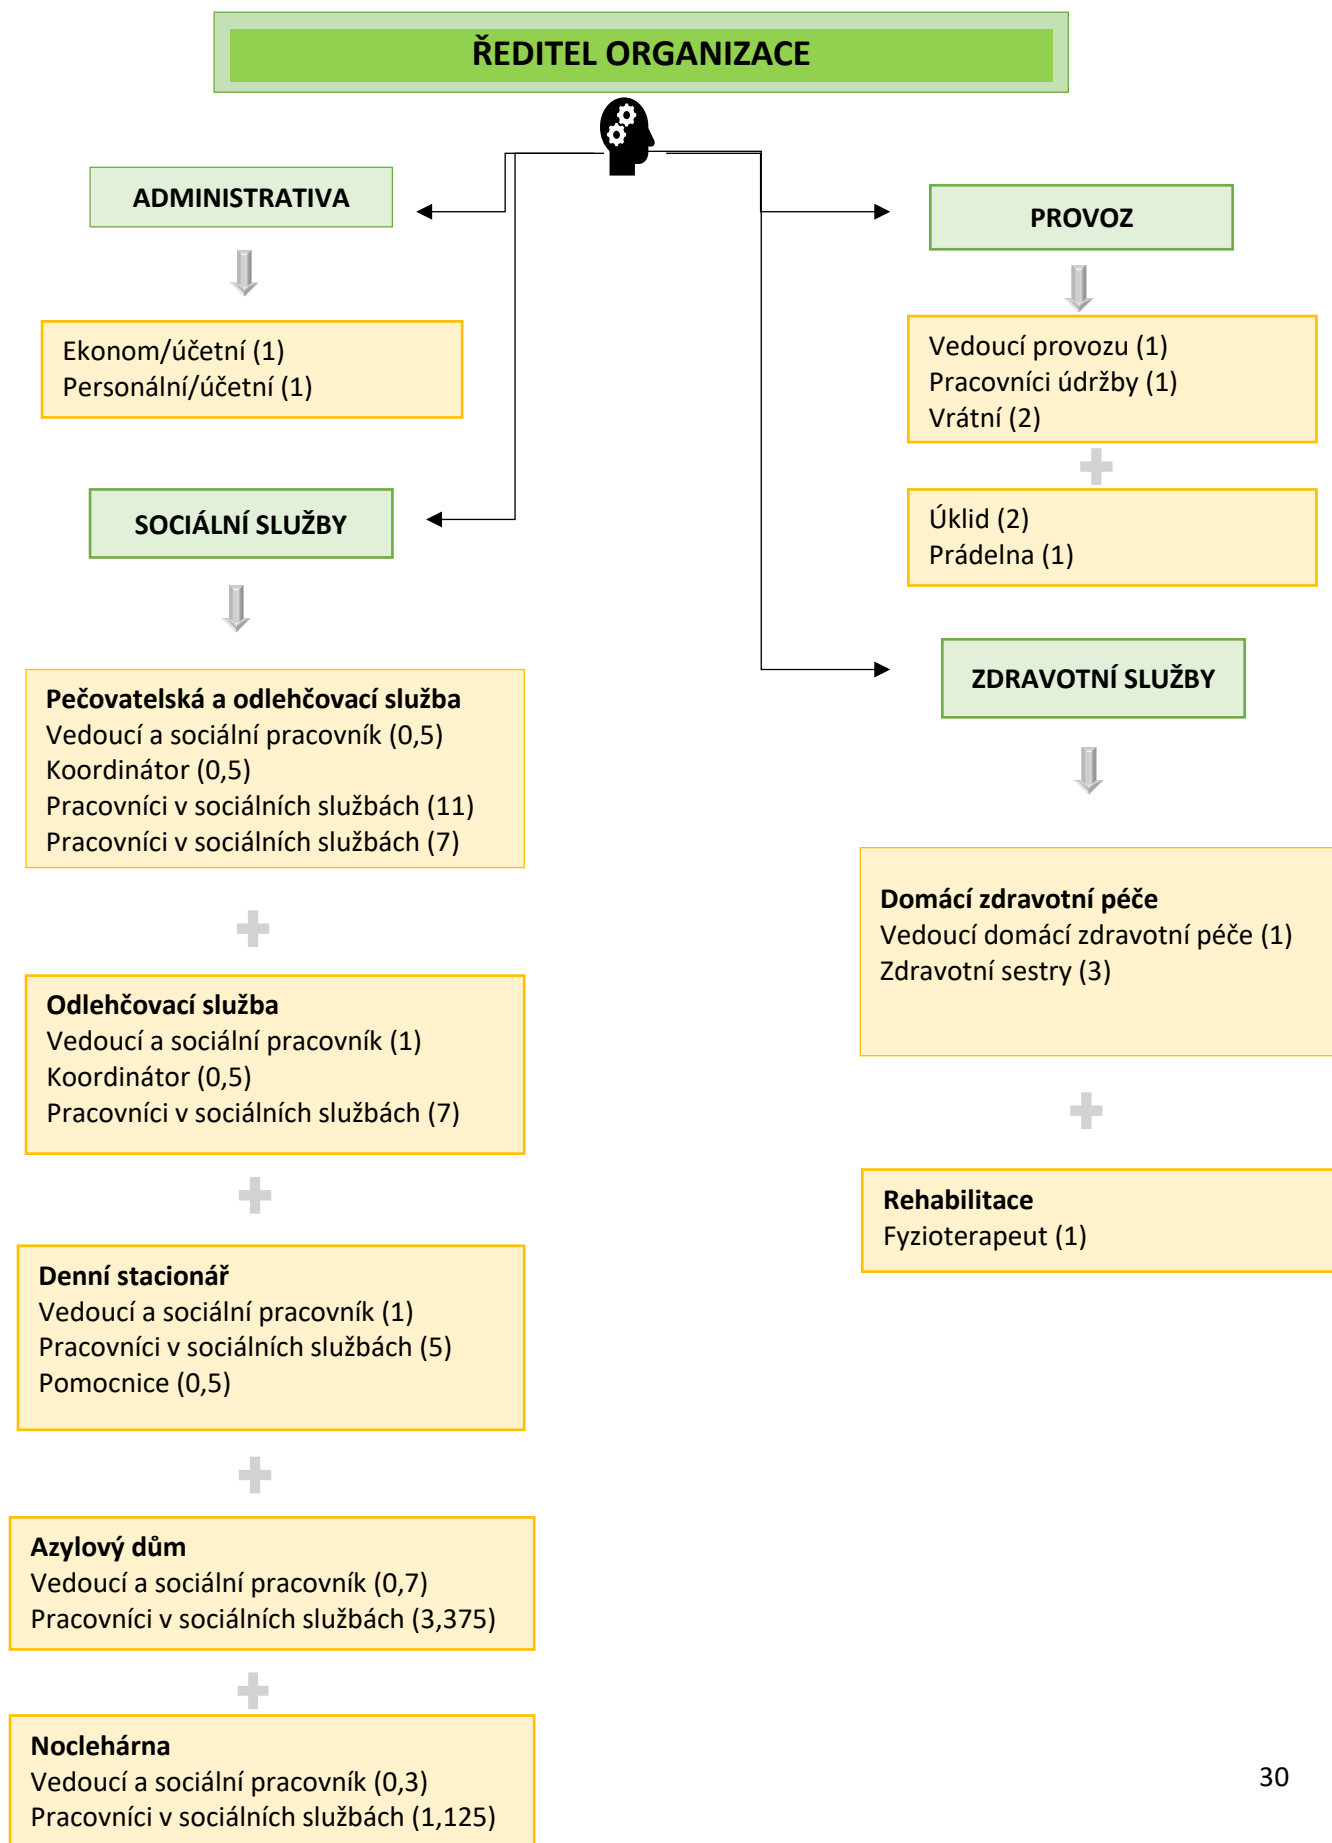 ŘEDITEL ORGANIZACE
ADMINISTRATIVA
Ekonom/účetní (1)
Personální/účetní (1)
SOCIÁLNÍ SLUŽBY
Pečovatelská a odlehčovací služba
Vedoucí a sociální pracovník (0,5)
Koordinátor (0,5)
Pracovníci v sociálních službách (11)
Pracovníci v sociálních službách (7)
Odlehčovací služba
Vedoucí a sociální pracovník (1)
Koordinátor (0,5)
Pracovníci v sociálních službách (7)
Denní stacionář
Vedoucí a sociální pracovník (1)
Pracovníci v sociálních službách (5)
Pomocnice (0,5)
Azylový dům
Vedoucí a sociální pracovník (0,7)
Pracovníci v sociálních službách (3,375)
Noclehárna
Vedoucí a sociální pracovník (0,3)
Pracovníci v sociálních službách (1,125)
PROVOZ
Vedoucí provozu (1)
Pracovníci údržby (1)
Vrátní (2)
Úklid (2)
Prádelna (1)
ZDRAVOTNÍ SLUŽBY
Domácí zdravotní péče
Vedoucí domácí zdravotní péče (1)
Zdravotní sestry (3)
Rehabilitace
Fyzioterapeut (1)
30